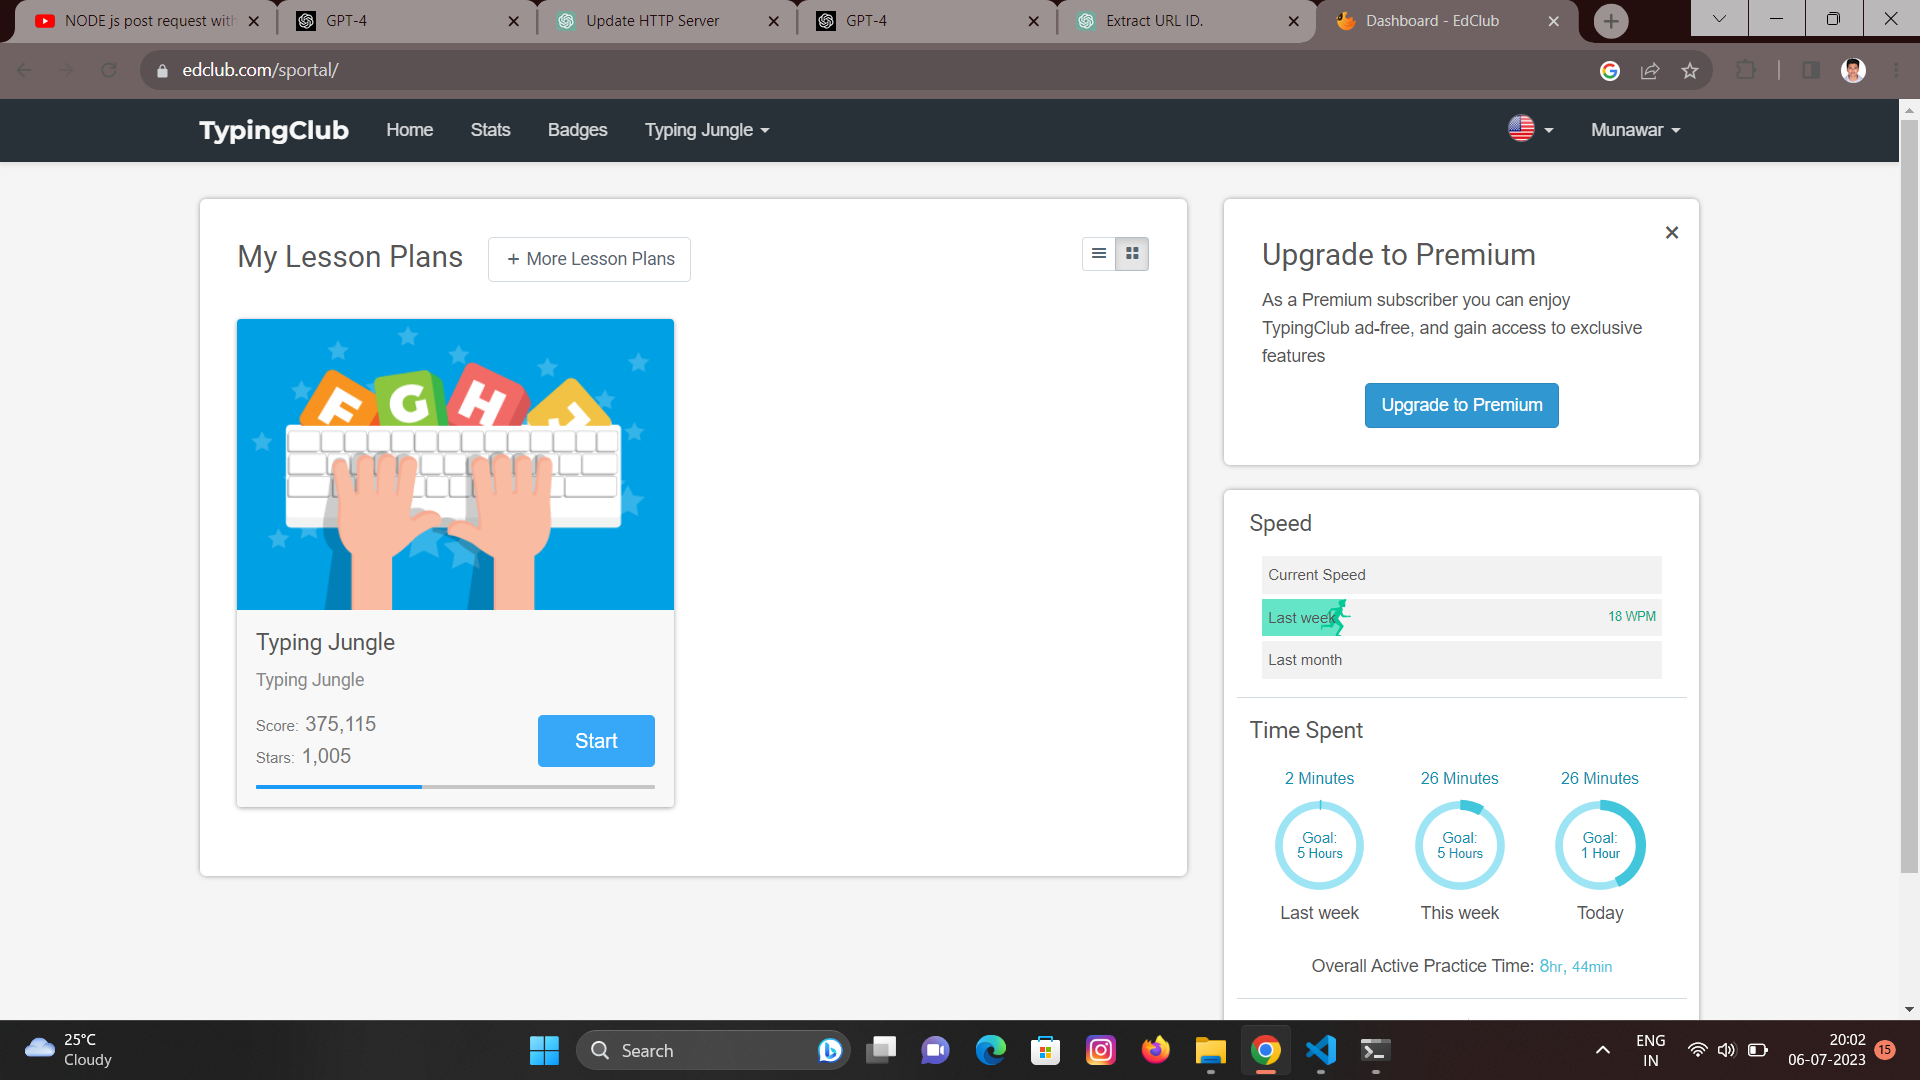 NODE js post request with
GPT-4
Update HTTP Server
GPT-4
Extract URL ID.
Dashboard - EdClub
edclub.com/sportal/
TypingClub
Home
Stats
Badges
Typing Jungle
Munawar
My Lesson Plans
+ More Lesson Plans
F G H J
Typing Jungle
Typing Jungle
Score: 375,115
Stars: 1,005
Start
Upgrade to Premium
As a Premium subscriber you can enjoy
TypingClub ad-free, and gain access to exclusive
features
Upgrade to Premium
Speed
Current Speed
Last week 18 WPM
Last month
Time Spent
2 Minutes
26 Minutes
26 Minutes
Goal:
5 Hours
Goal:
5 Hours
Goal:
1 Hour
Last week
This week
Today
Overall Active Practice Time: 8hr, 44min
25°C
Cloudy
Search
ENG
IN
20:02
06-07-2023
15